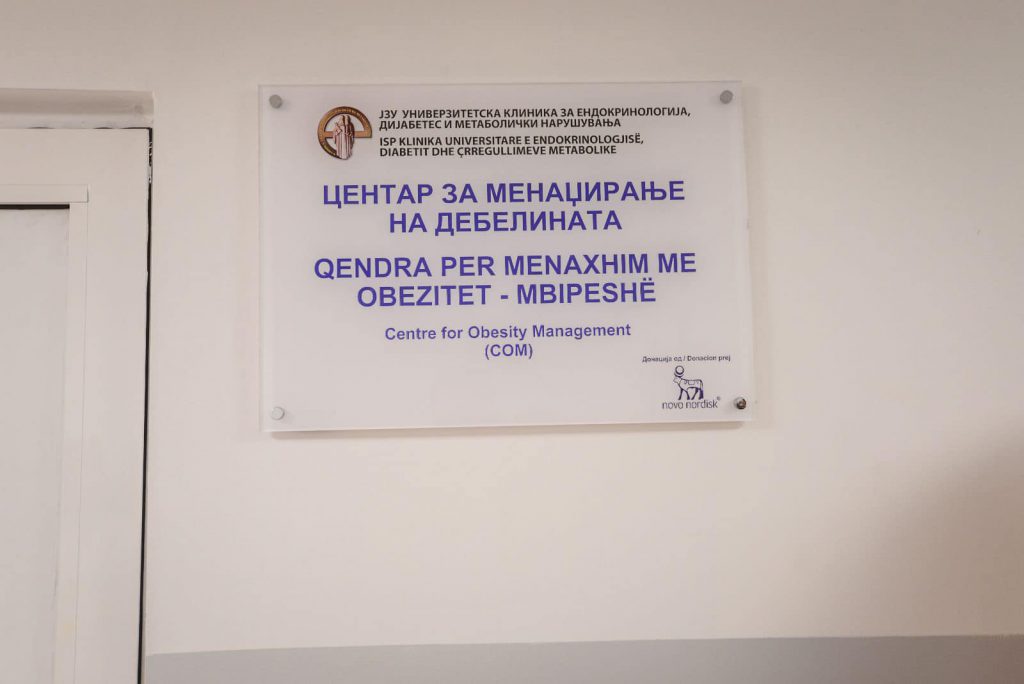 ЈЗУ УНИВЕРЗИТЕТСКА КЛИНИКА ЗА ЕНДОКРИНОЛОГИЈА,
ДИЈАБЕТЕС И МЕТАБОЛИЧКИ НАРУШУВАЊА
ISP KLINIKA UNIVERSITARE E ENDOKRINOLOGJISË,
DIABETIT DHE ÇRREGULLIMEVE METABOLIKE
ЦЕНТАР ЗА МЕНАЏИРАЊЕ
НА ДЕБЕЛИНАТА
QENDRA PER MENAXHIM ME
OBEZITET - MBIPESHË
Centre for Obesity Management
(COM)
Донација од / Donacion prej
novo nordisk®